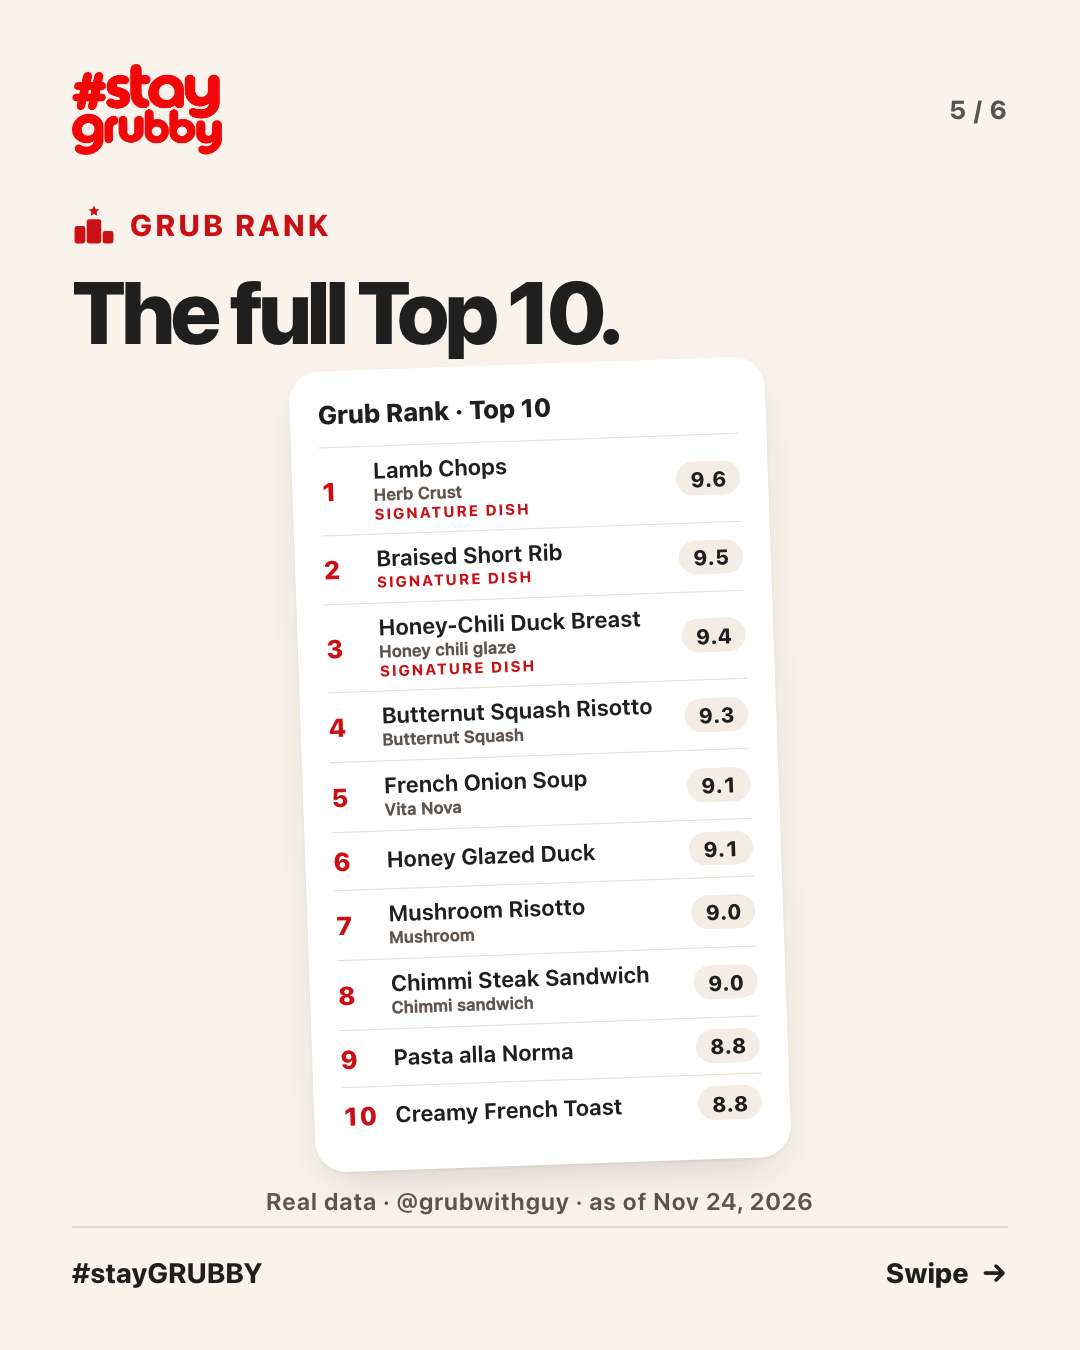 #stay
grubby
5 / 6
GRUB RANK
The full Top 10.
Grub Rank · Top 10
1
Lamb Chops
Herb Crust
SIGNATURE DISH
9.6
2
Braised Short Rib
SIGNATURE DISH
9.5
3
Honey-Chili Duck Breast
Honey chili glaze
SIGNATURE DISH
9.4
4
Butternut Squash Risotto
Butternut Squash
9.3
5
French Onion Soup
Vita Nova
9.1
6
Honey Glazed Duck
9.1
7
Mushroom Risotto
Mushroom
9.0
8
Chimmi Steak Sandwich
Chimmi sandwich
9.0
9
Pasta alla Norma
8.8
10
Creamy French Toast
8.8
Real data · @grubwithguy · as of Nov 24, 2026
#stayGRUBBY
Swipe →